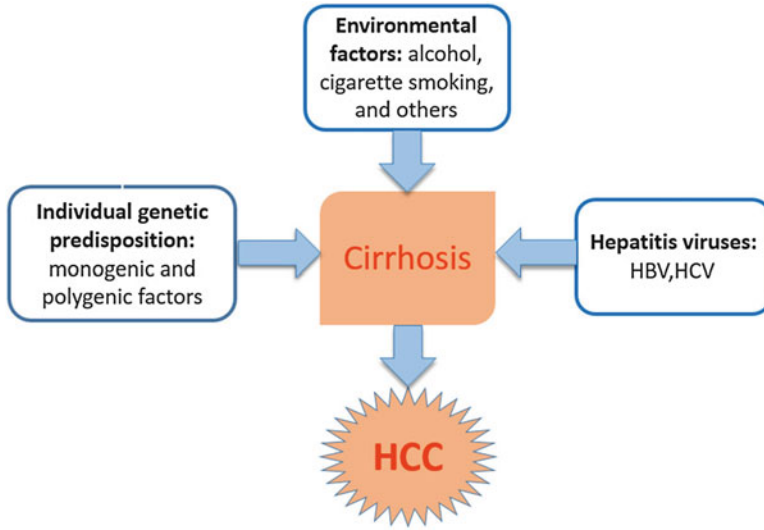 Environmental
factors: alcohol,
cigarette smoking,
and others
Individual genetic
predisposition:
monogenic and
polygenic factors
Cirrhosis
Hepatitis viruses:
HBV,HCV
HCC